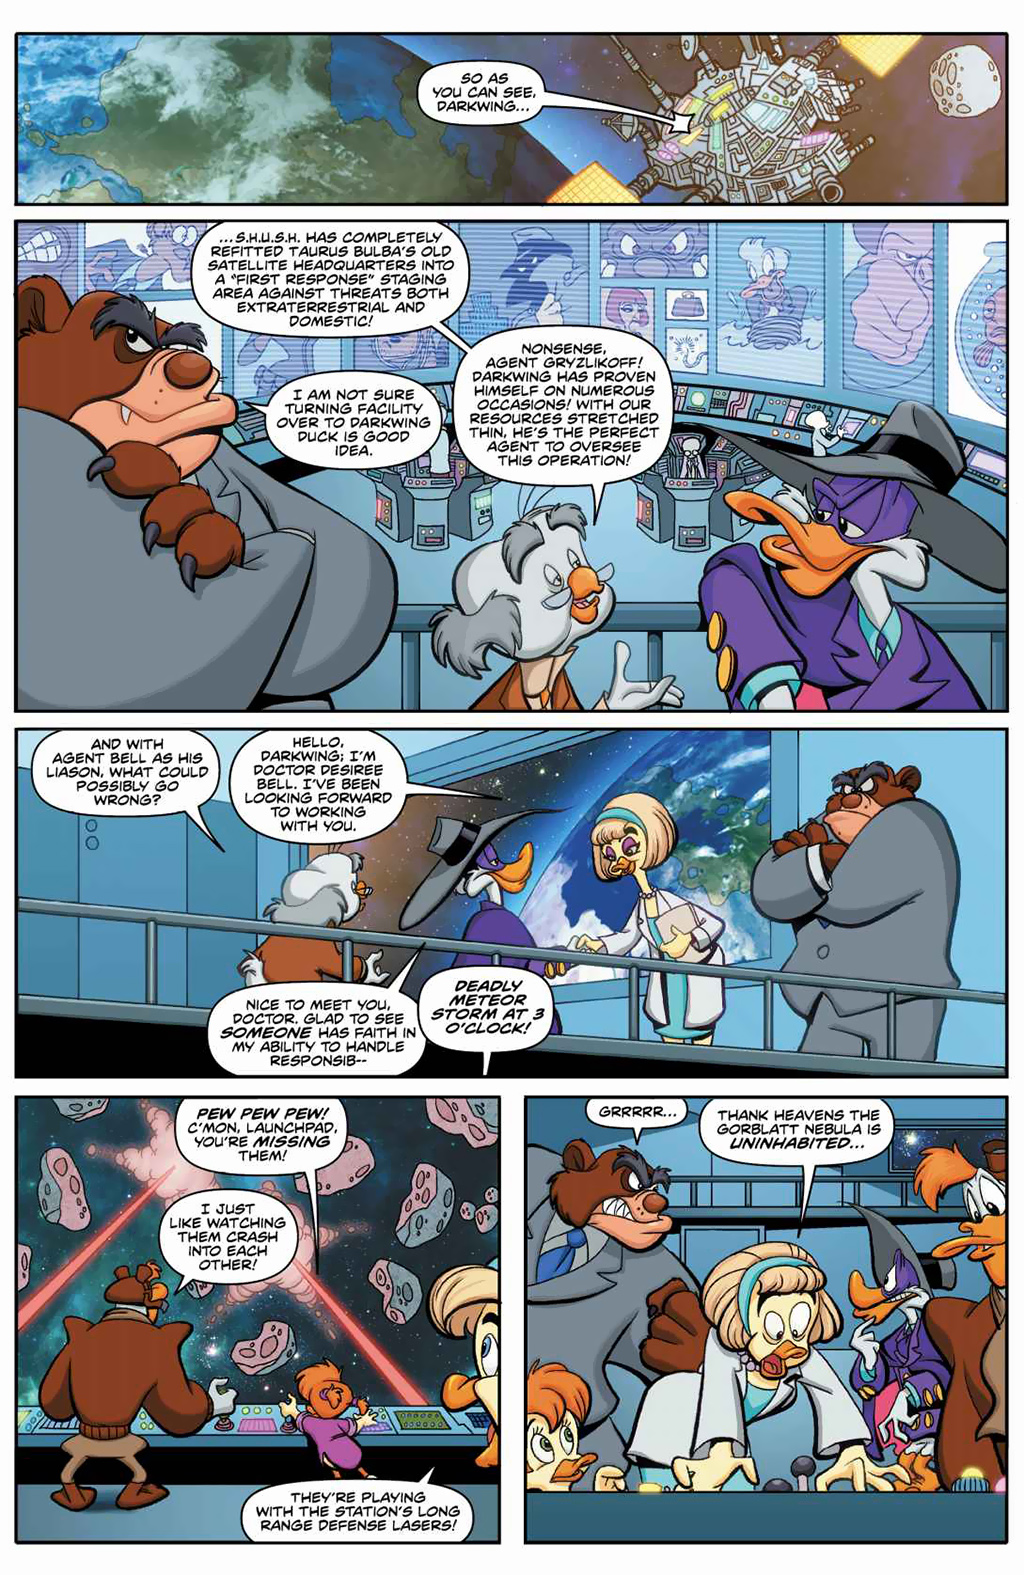 SO AS
YOU CAN SEE,
DARKWING...
...S.H.U.S.H. HAS COMPLETELY
REFITTED TAURUS BULBA'S OLD
SATELLITE HEADQUARTERS INTO
A "FIRST RESPONSE" STAGING
AREA AGAINST THREATS BOTH
EXTRATERRESTRIAL AND
DOMESTIC!
I AM NOT SURE
TURNING FACILITY
OVER TO DARKWING
DUCK IS GOOD
IDEA.
NONSENSE,
AGENT GRYZLIKOFF!
DARKWING HAS PROVEN
HIMSELF ON NUMEROUS
OCCASIONS! WITH OUR
RESOURCES STRETCHED
THIN, HE'S THE PERFECT
AGENT TO OVERSEE
THIS OPERATION!
AND WITH
AGENT BELL AS HIS
LIASON, WHAT COULD
POSSIBLY GO
WRONG?
HELLO,
DARKWING; I'M
DOCTOR DESIREE
BELL. I'VE BEEN
LOOKING FORWARD
TO WORKING
WITH YOU.
NICE TO MEET YOU,
DOCTOR. GLAD TO SEE
SOMEONE HAS FAITH IN
MY ABILITY TO HANDLE
RESPONSIB--
DEADLY
METEOR
STORM AT 3
O'CLOCK!
PEW PEW PEW!
C'MON, LAUNCHPAD,
YOU'RE MISSING
THEM!
I JUST
LIKE WATCHING
THEM CRASH
INTO EACH
OTHER!
THEY'RE PLAYING
WITH THE STATION'S LONG
RANGE DEFENSE LASERS!
GRRRRR...
THANK HEAVENS THE
GORBLATT NEBULA IS
UNINHABITED...